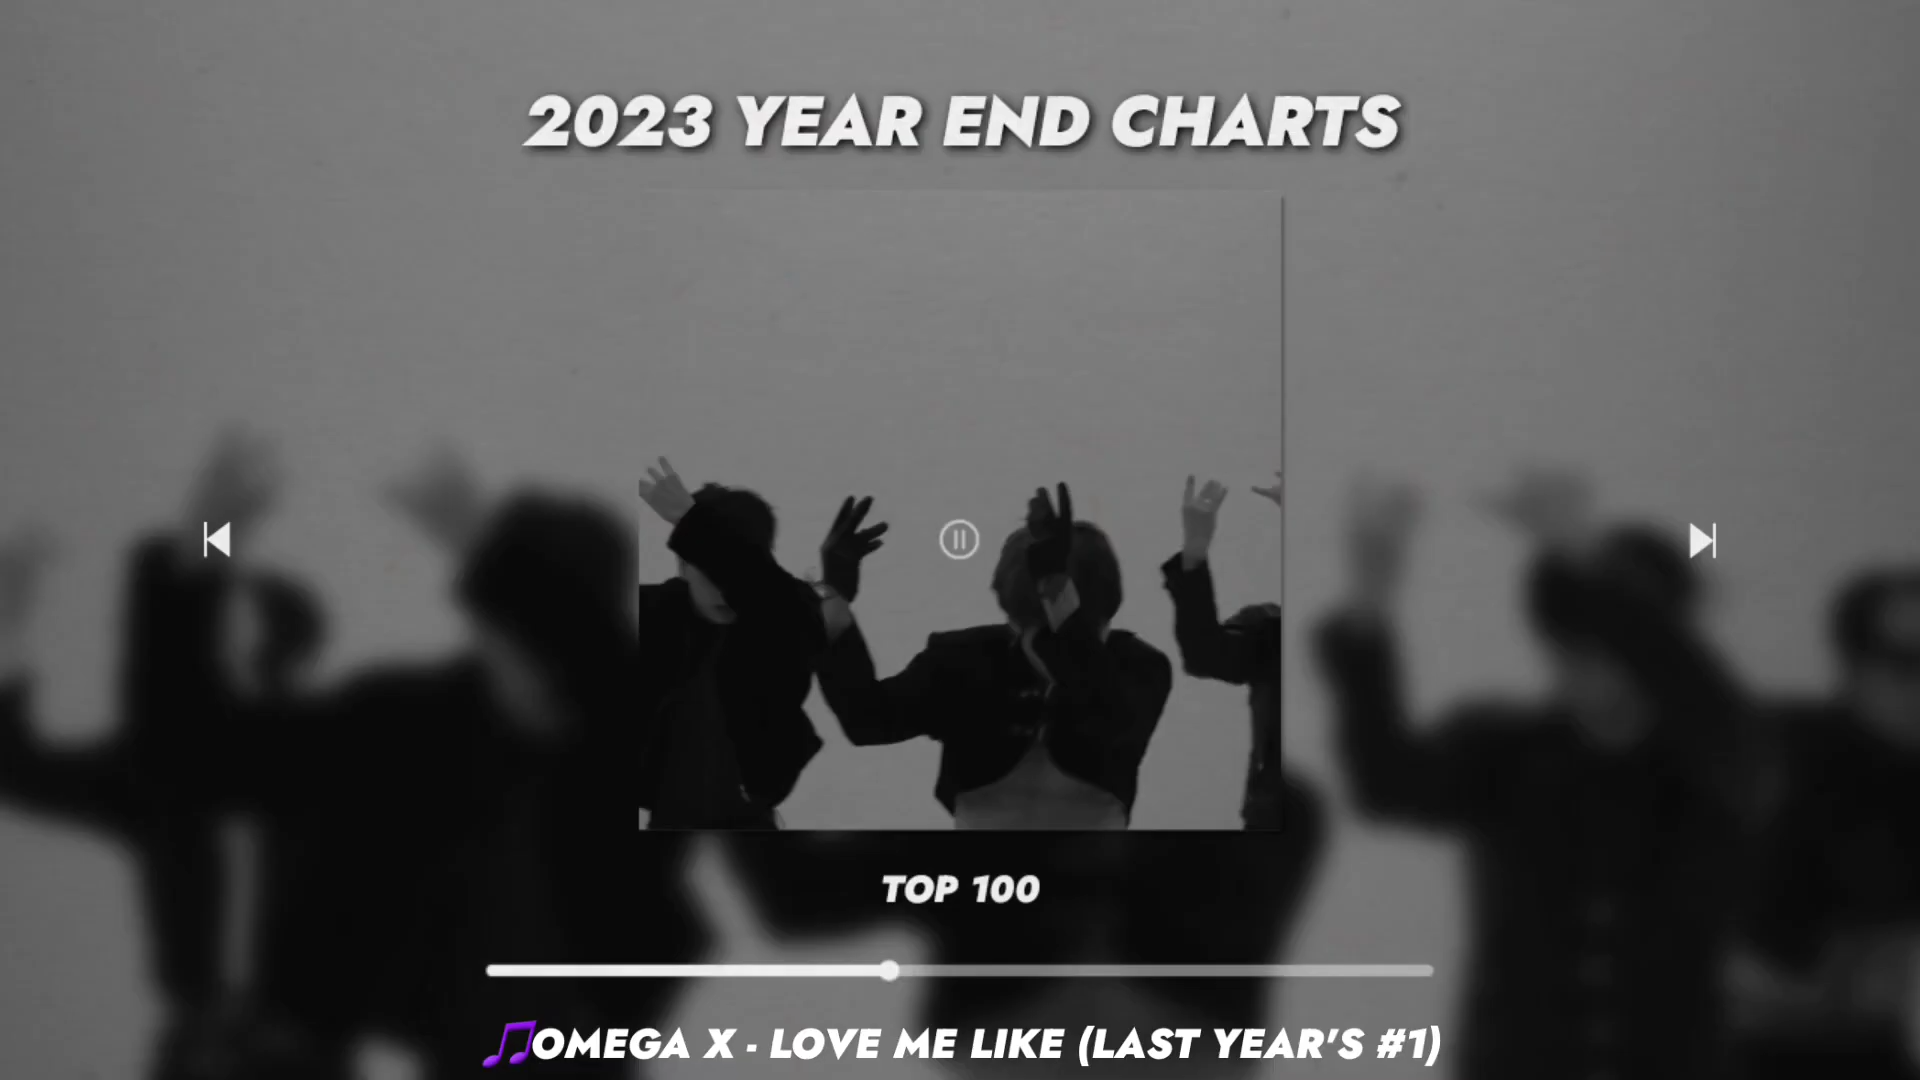 2023 YEAR END CHARTS
TOP 100
🎵OMEGA X - LOVE ME LIKE (LAST YEAR'S #1)